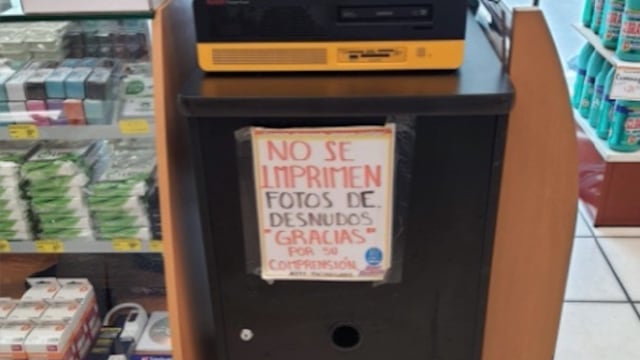 NO SE
IMPRIMEN
FOTOS DE.
DESNUDOS
"GRACIAS"
POR SU
COMPRENSIÓN